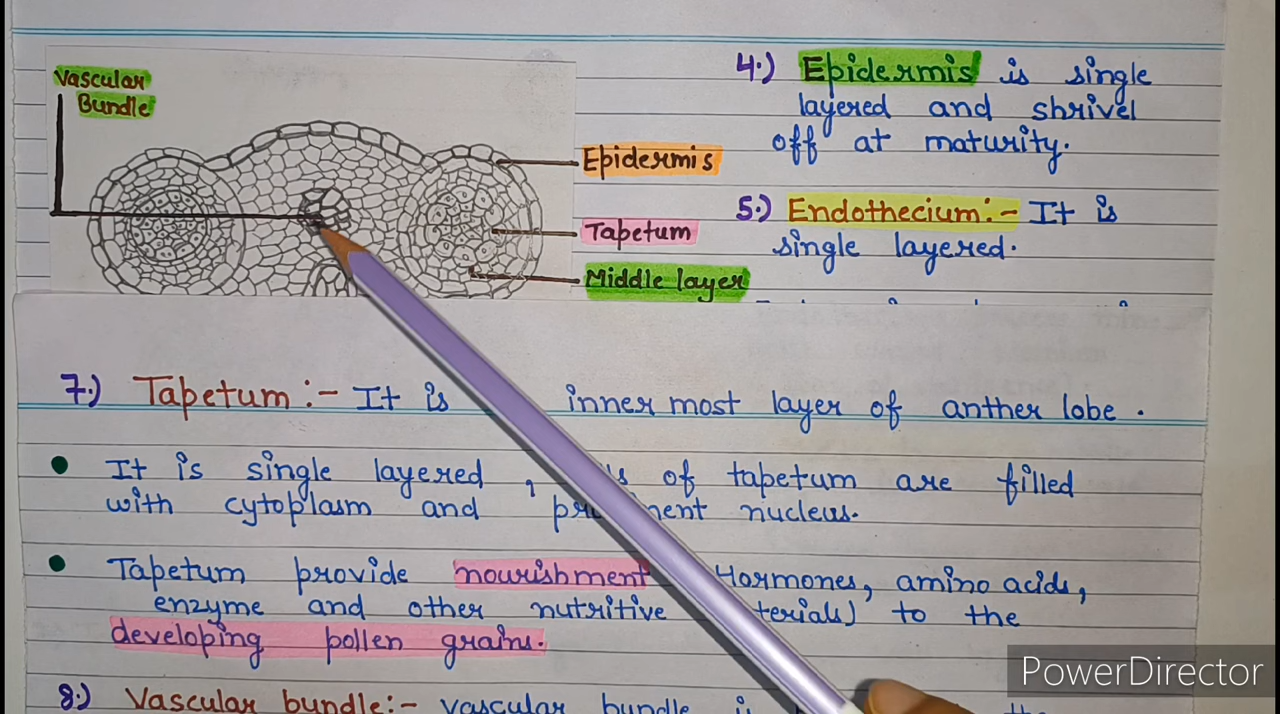 Vascular
Bundle
Epidermis
Tapetum
Middle layer
4.) Epidermis is single
layered and shrivel
off at maturity.
5.) Endothecium:- It is
single layered.
7.) Tapetum:- It is inner most layer of anther lobe.
It is single layered, of tapetum are filled
with cytoplasm and nucleus.
Tapetum provide nourishment Hormones, amino acids,
enzyme and other nutritive to the
developing pollen grains.
8.) Vascular bundle:- vascular bundle
PowerDirector